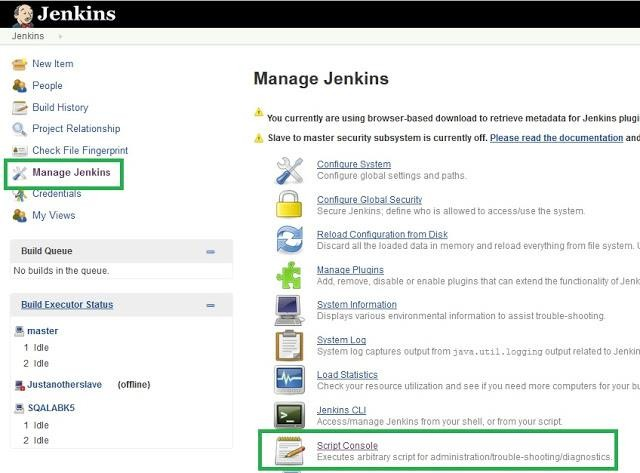 Jenkins
Jenkins
New Item
People
Build History
Project Relationship
Check File Fingerprint
Manage Jenkins
Credentials
My Views
Build Queue
No builds in the queue.
Build Executor Status
master
1 Idle
2 Idle
Justanotherslave (offline)
SQALABK5
1 Idle
2 Idle
Manage Jenkins
You currently are using browser-based download to retrieve metadata for Jenkins plugin
Slave to master security subsystem is currently off. Please read the documentation and
Configure System
Configure global settings and paths.
Configure Global Security
Secure Jenkins; define who is allowed to access/use the system.
Reload Configuration from Disk
Discard all the loaded data in memory and reload everything from file system. U
Manage Plugins
Add, remove, disable or enable plugins that can extend the functionality of Jenk
System Information
Displays various environmental information to assist trouble-shooting.
System Log
System log captures output from java.util.logging output related to Jenkins
Load Statistics
Check your resource utilization and see if you need more computers for your bu
Jenkins CLI
Access/manage Jenkins from your shell, or from your script.
Script Console
Executes arbitrary script for administration/trouble-shooting/diagnostics.